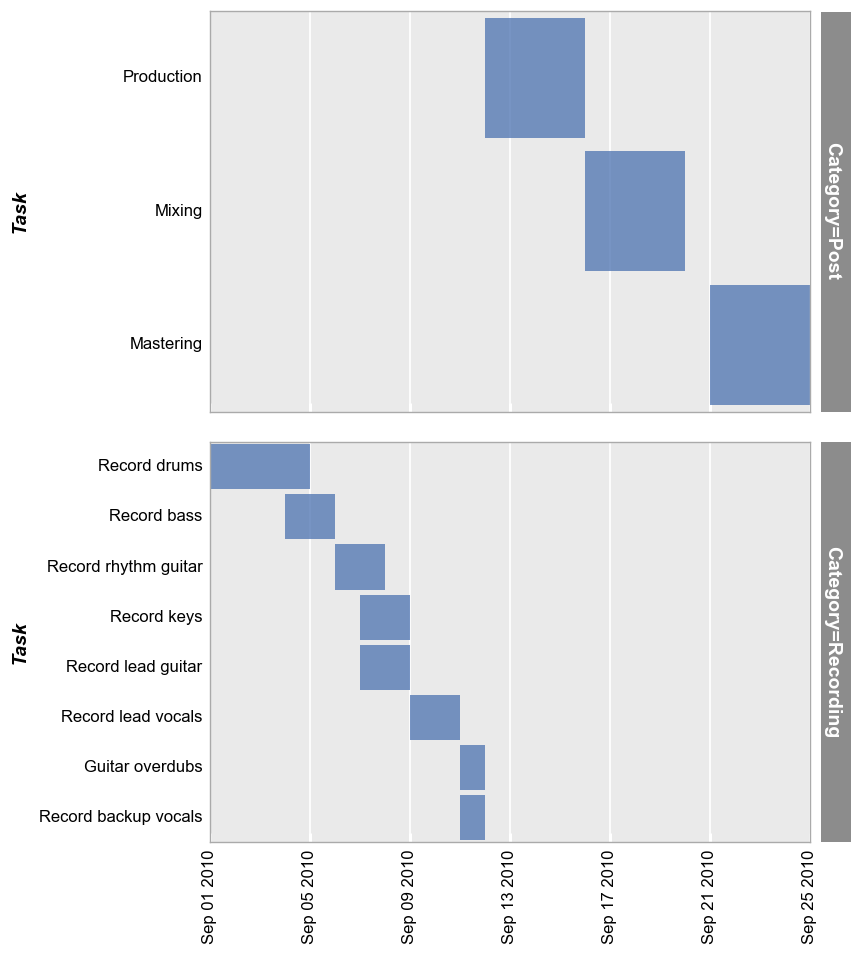 Task
Production
Mixing
Mastering
Category=Post
Task
Record drums
Record bass
Record rhythm guitar
Record keys
Record lead guitar
Record lead vocals
Guitar overdubs
Record backup vocals
Category=Recording
Sep 01 2010
Sep 05 2010
Sep 09 2010
Sep 13 2010
Sep 17 2010
Sep 21 2010
Sep 25 2010